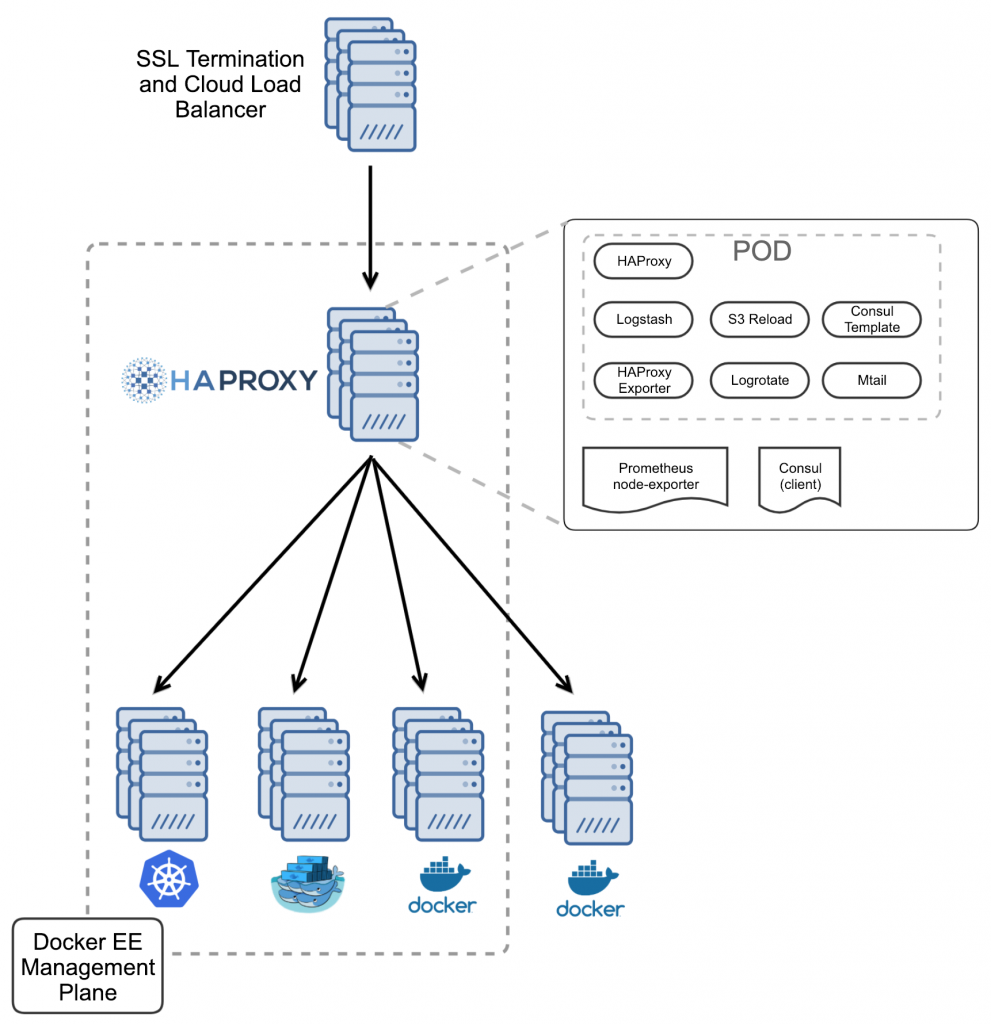 SSL Termination
and Cloud Load
Balancer
POD
HAProxy
Logstash
S3 Reload
Consul
Template
HAProxy
Exporter
Logrotate
Mtail
Prometheus
node-exporter
Consul
(client)
HAPROXY
docker
docker
Docker EE
Management
Plane